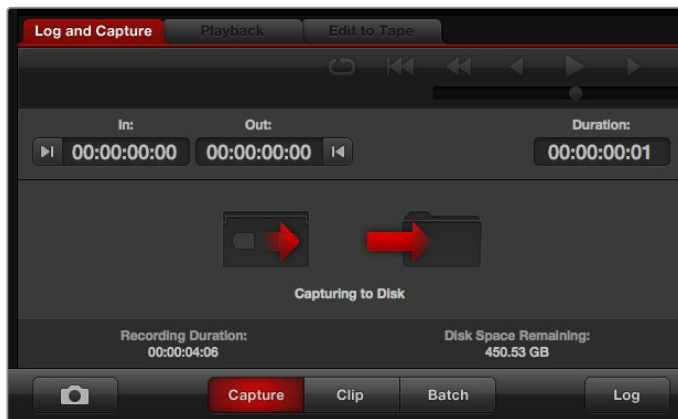 Log and Capture Playback Edit to Tape
In: Out: Duration:
00:00:00:00 00:00:00:00 00:00:00:01
Capturing to Disk
Recording Duration: Disk Space Remaining:
00:00:04:06 450.53 GB
Capture Clip Batch Log